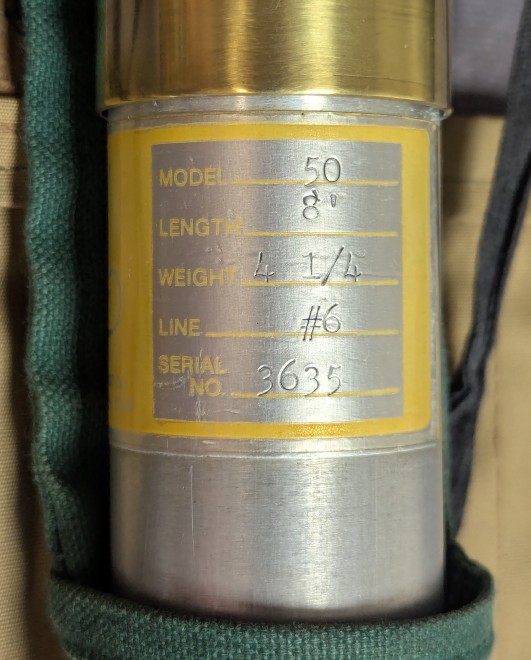 MODEL 50
LENGTH 8'
WEIGHT 4 1/4
LINE #6
SERIAL
NO. 3635